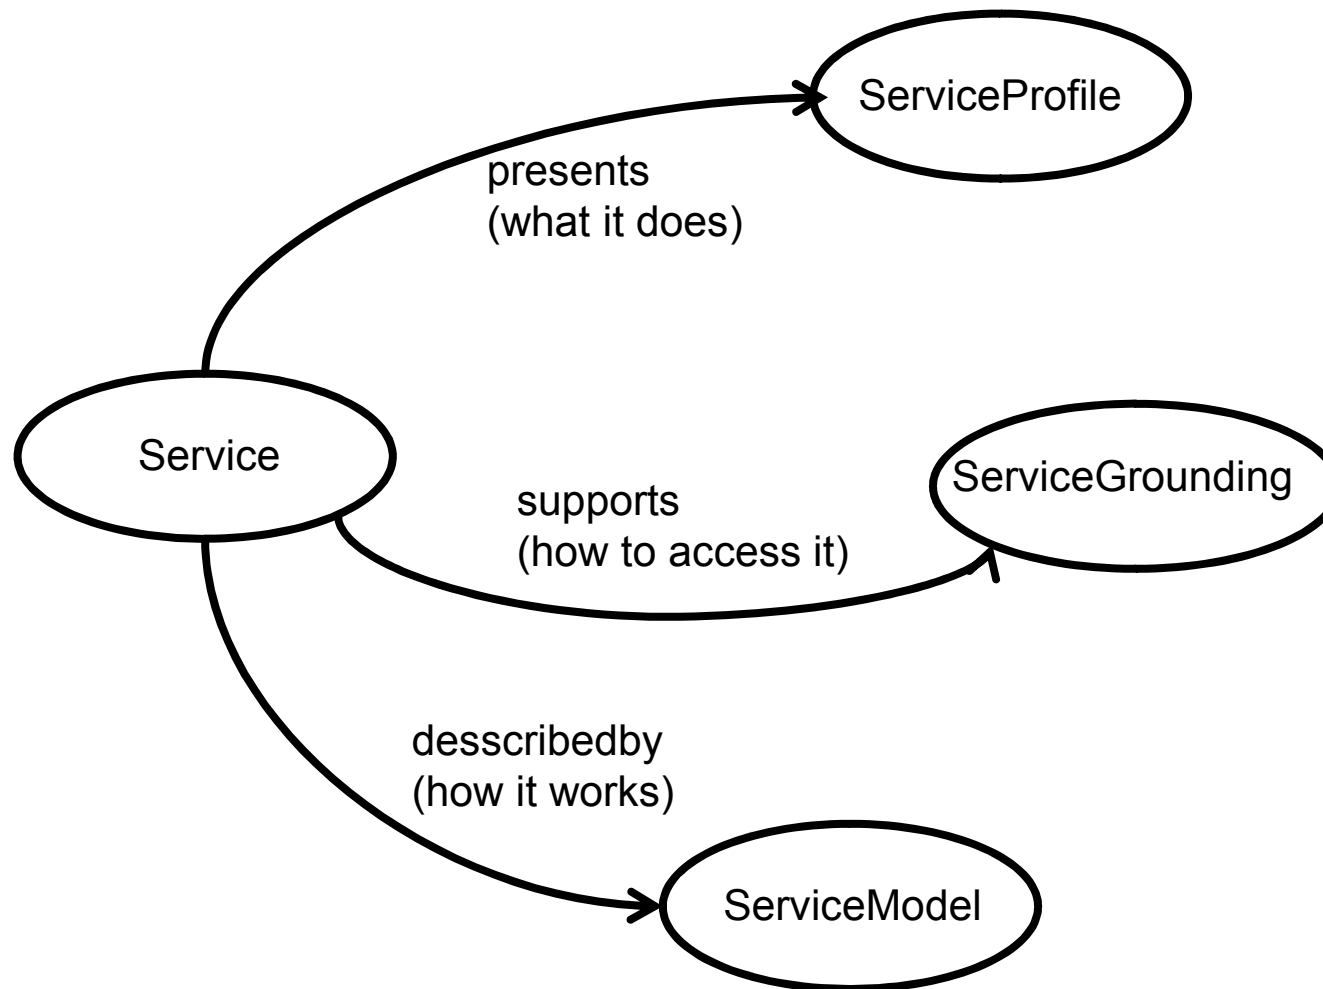 ServiceProfile
presents
(what it does)
Service
ServiceGrounding
supports
(how to access it)
desscribedby
(how it works)
ServiceModel